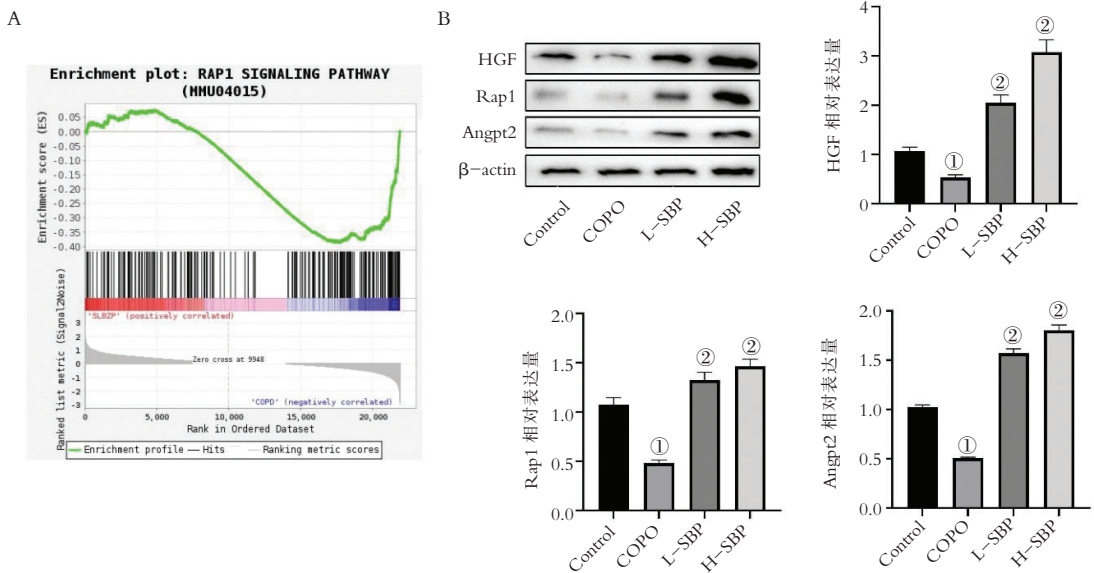 A
Enrichment plot: RAP1 SIGNALING PATHWAY
(MMU04015)
Enrichment score (ES)
0.05
0.00
-0.05
-0.10
-0.15
-0.20
-0.25
-0.30
-0.35
-0.40
'SLBZP' (positively correlated)
Ranked list metric (Signal2Noise)
3
2
1
0
-1
-2
-3
Zero cross at 9948
'COPD' (negatively correlated)
0 5,000 10,000 15,000 20,000
Rank in Ordered Dataset
Enrichment profile Hits Ranking metric scores
B
HGF
Rap1
Angpt2
β-actin
Control COPO L-SBP H-SBP
HGF 相对表达量
4
3
2
1
0
① ② ②
Control COPO L-SBP H-SBP
Rap1 相对表达量
2.0
1.5
1.0
0.5
0.0
① ② ②
Control COPO L-SBP H-SBP
Angpt2 相对表达量
2.0
1.5
1.0
0.5
0.0
① ② ②
Control COPO L-SBP H-SBP